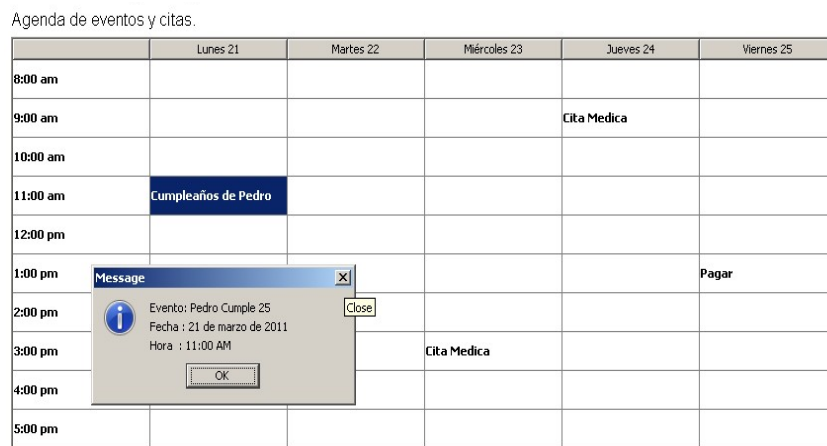 Agenda de eventos y citas.
Lunes 21 Martes 22 Miércoles 23 Jueves 24 Viernes 25
8:00 am
9:00 am Cita Medica
10:00 am
11:00 am Cumpleaños de Pedro
12:00 pm
1:00 pm Pagar
Message
Close
2:00 pm Evento: Pedro Cumple 25
Fecha : 21 de marzo de 2011
3:00 pm Hora : 11:00 AM Cita Medica
OK
4:00 pm
5:00 pm